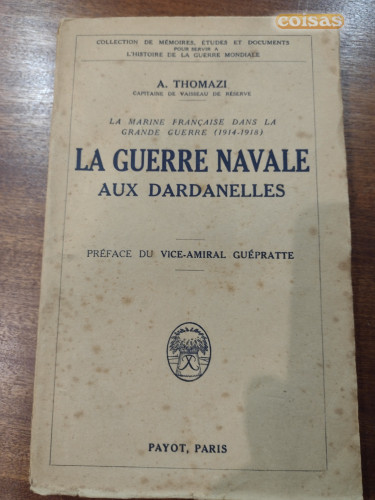 coisas
COLLECTION DE MÉMOIRES, ÉTUDES ET DOCUMENTS
POUR SERVIR A
L'HISTOIRE DE LA GUERRE MONDIALE
A. THOMAZI
CAPITAINE DE VAISSEAU DE RÉSERVE
LA MARINE FRANÇAISE DANS LA
GRANDE GUERRE (1914-1918)
LA GUERRE NAVALE
AUX DARDANELLES
PRÉFACE DU VICE-AMIRAL GUÉPRATTE
PAYOT, PARIS